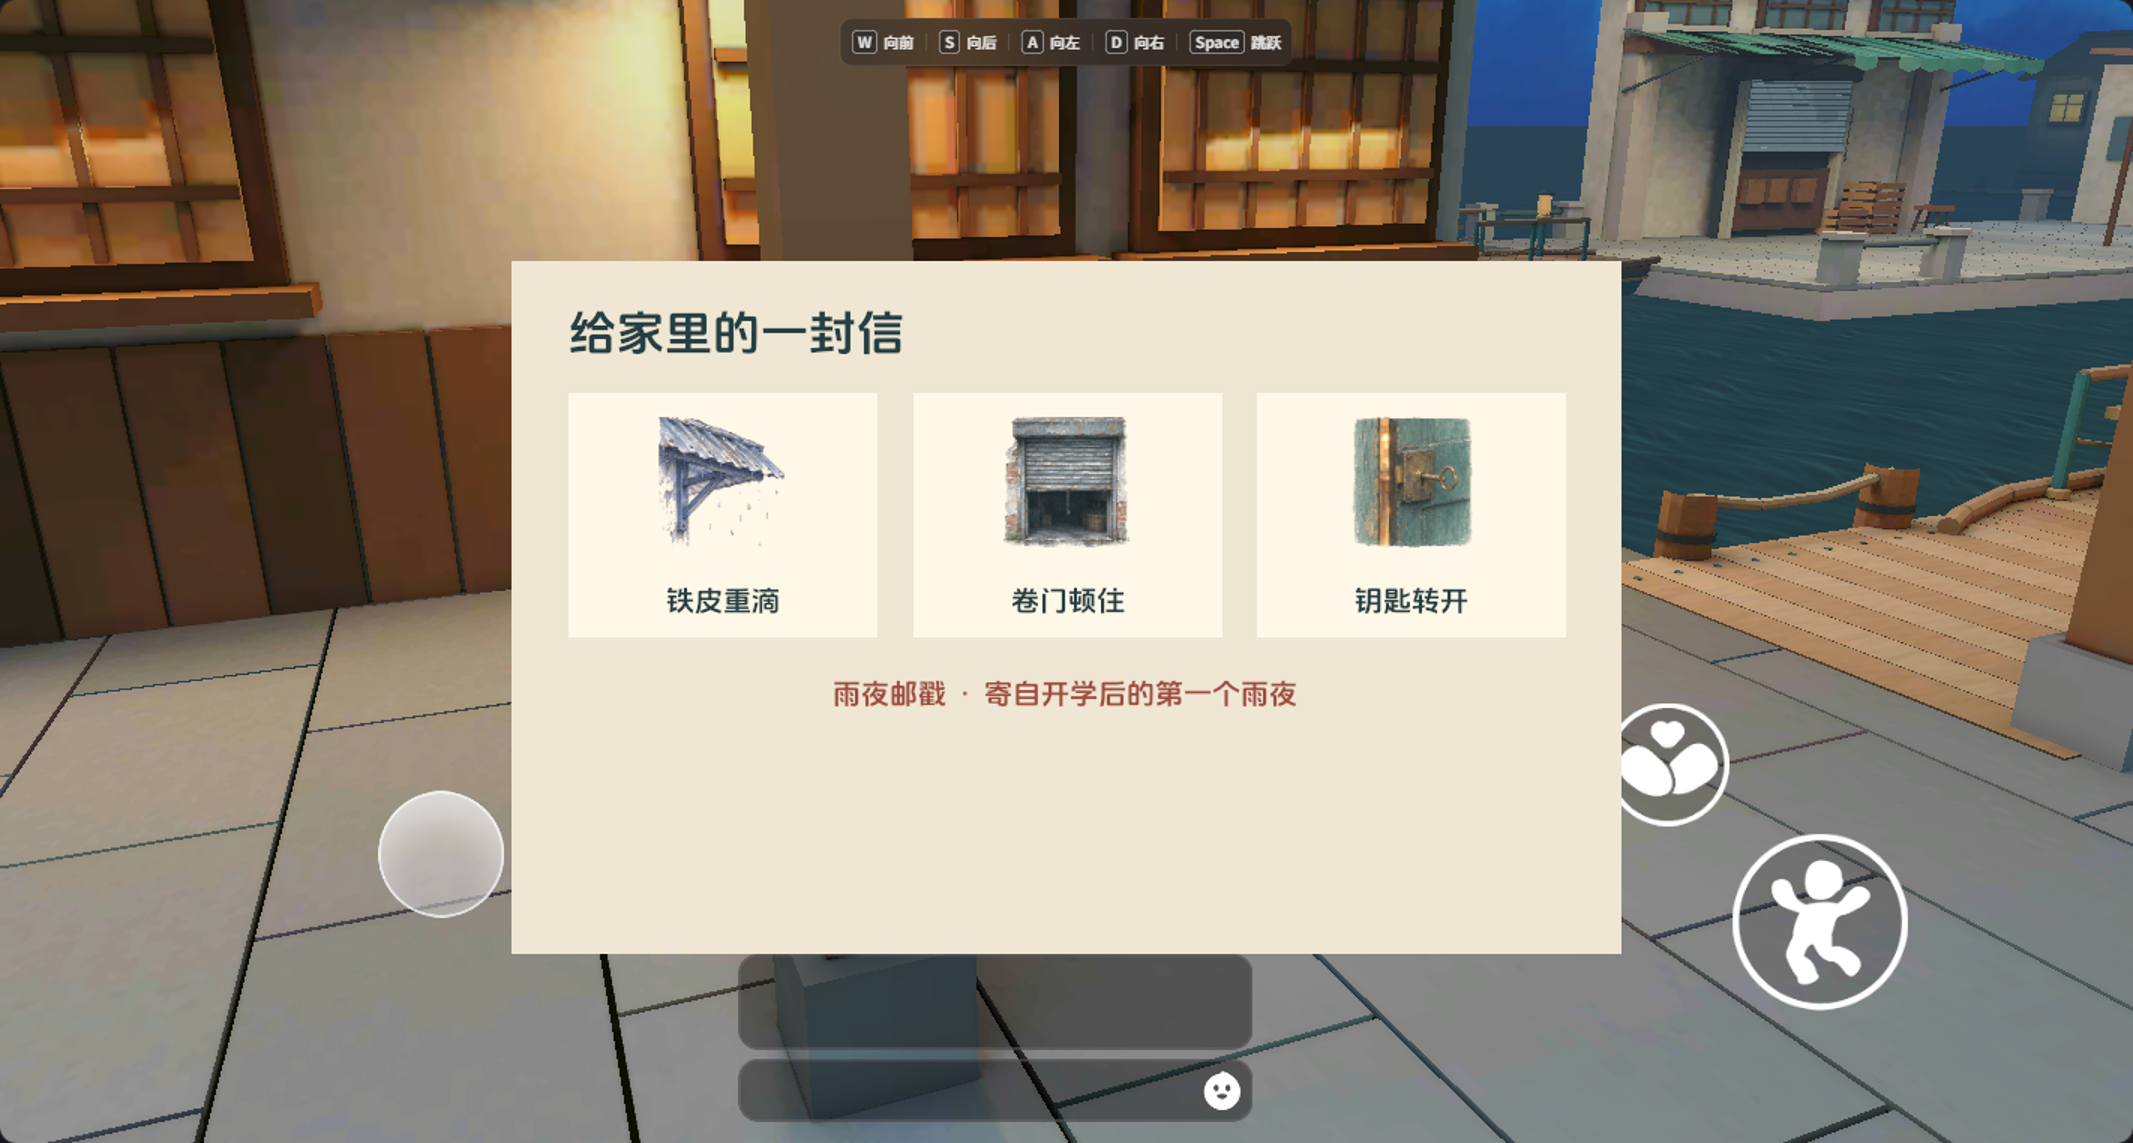 W 向前 S 向后 A 向左 D 向右 Space 跳跃
给家里的一封信
铁皮重滴 卷门顿住 钥匙转开
雨夜邮戳 · 寄自开学后的第一个雨夜